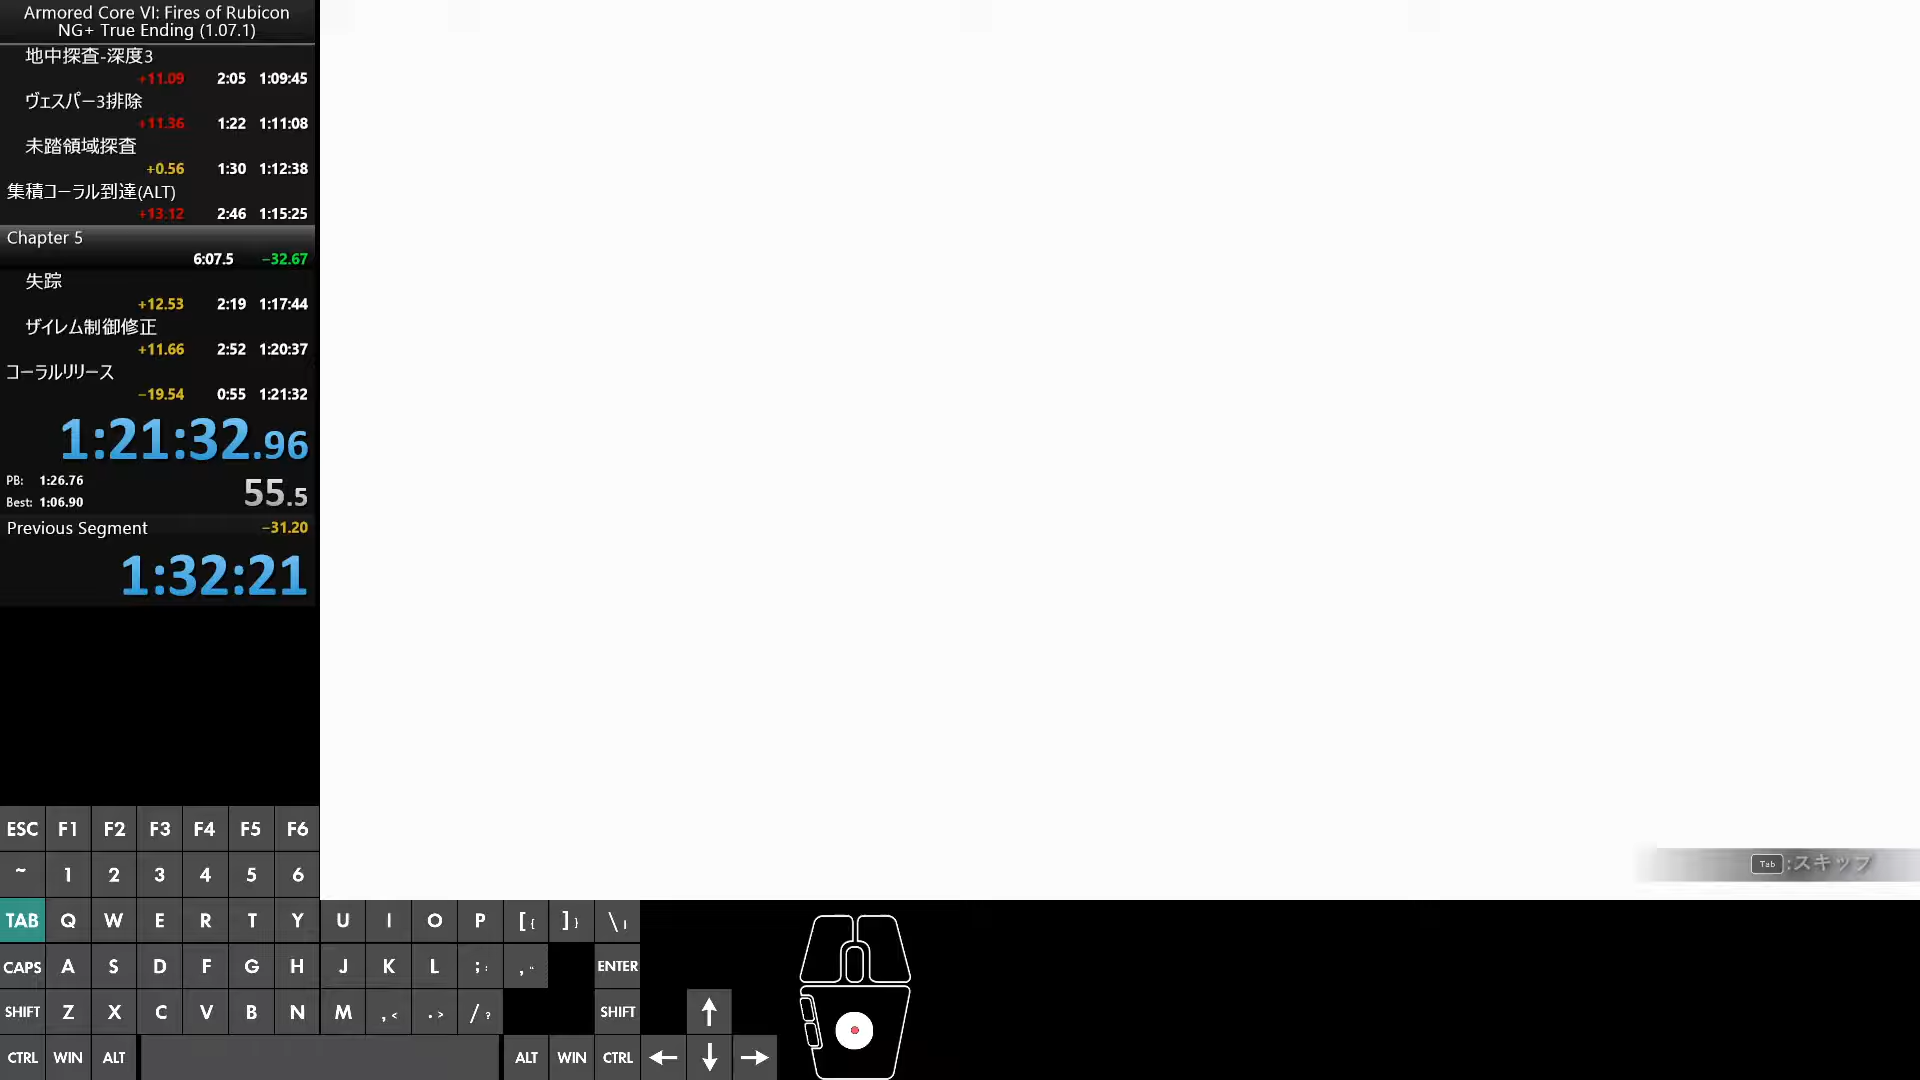 Armored Core VI: Fires of Rubicon
NG+ True Ending (1.07.1)
地中探査-深度3
+11.09 2:05 1:09:45
ヴェスパー3排除
+11.36 1:22 1:11:08
未踏領域探査
+0.56 1:30 1:12:38
集積コーラル到達(ALT)
+13.12 2:46 1:15:25
Chapter 5
6:07.5 −32.67
失踪
+12.53 2:19 1:17:44
ザイレム制御修正
+11.66 2:52 1:20:37
コーラルリリース
−19.54 0:55 1:21:32
1:21:32.96
PB: 1:26.76
55.5
Best: 1:06.90
Previous Segment −31.20
1:32:21
Tab :スキップ
ESC F1 F2 F3 F4 F5 F6
~ 1 2 3 4 5 6
TAB Q W E R T Y U I O P [ { ] } \ |
CAPS A S D F G H J K L ; : , " ENTER
SHIFT Z X C V B N M , < . > / ? SHIFT ↑
CTRL WIN ALT ALT WIN CTRL ← ↓ →